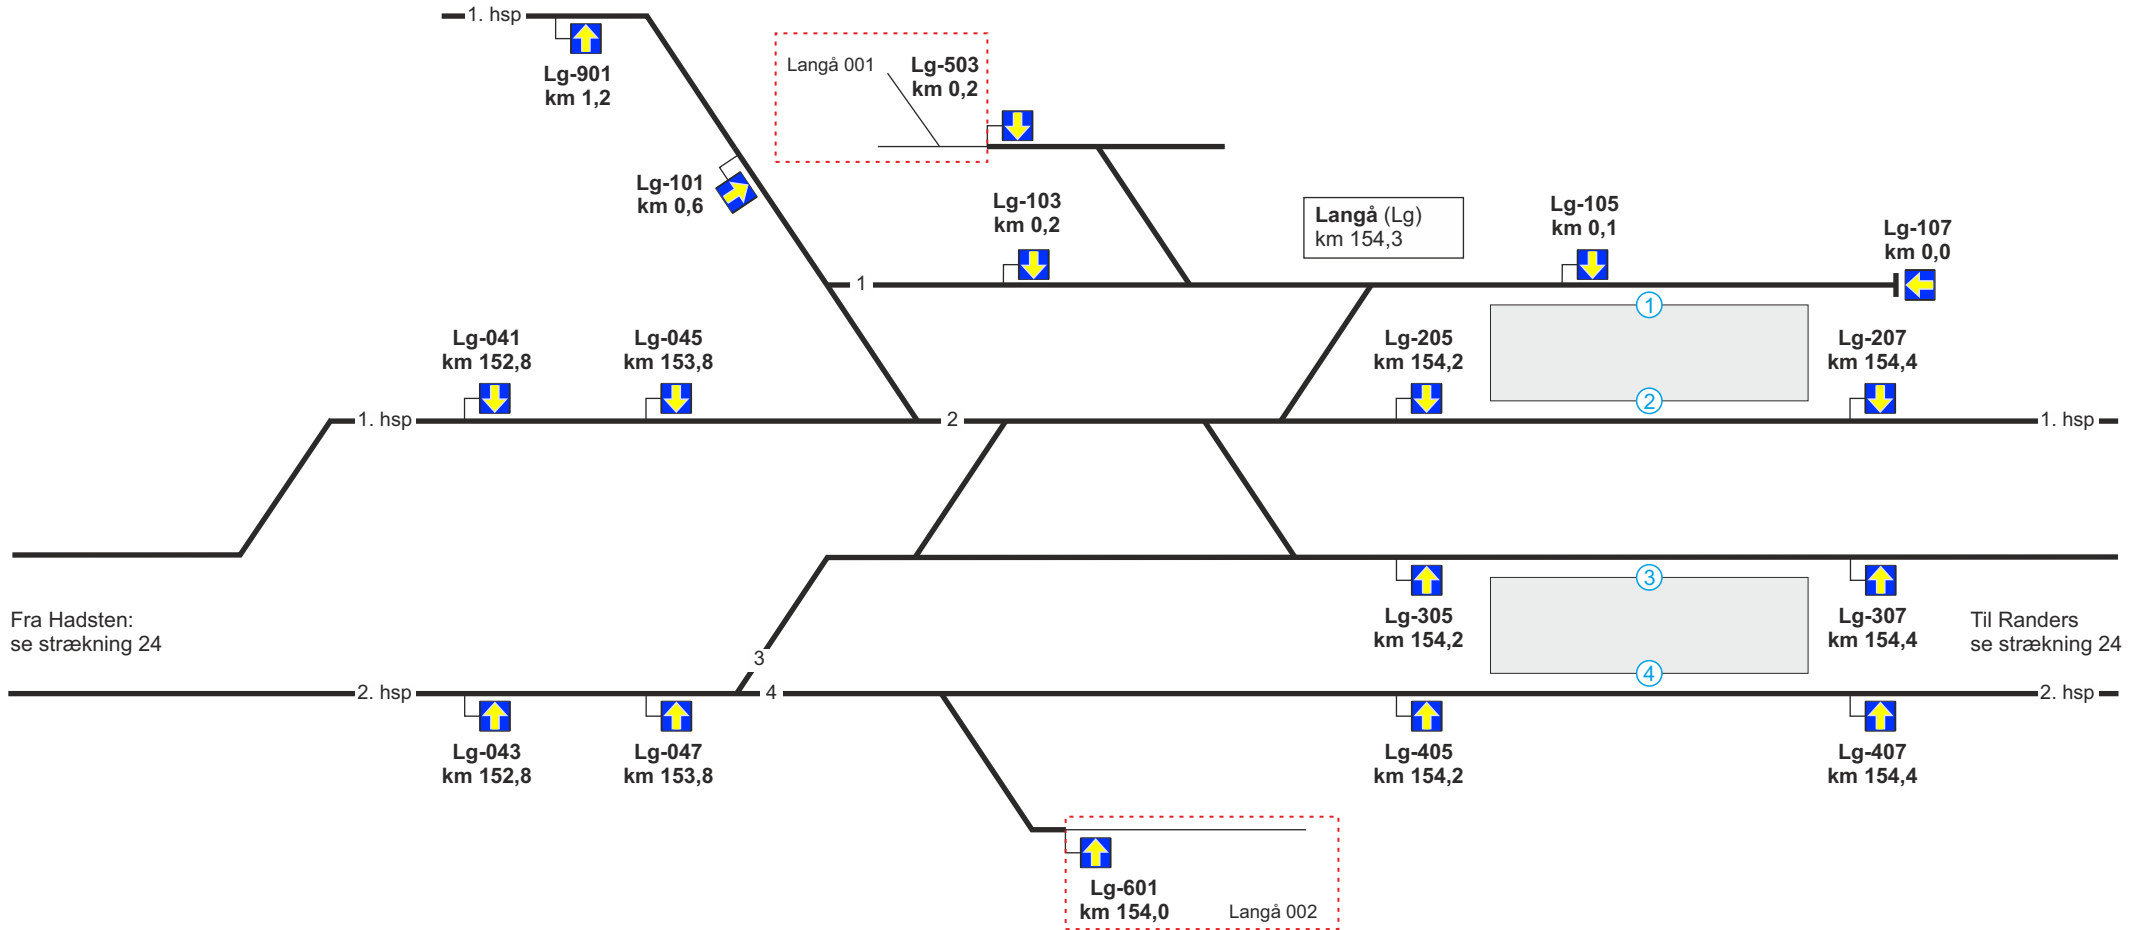 1. hsp
Lg-901
km 1,2
Langå 001
Lg-503
km 0,2
Lg-101
km 0,6
Lg-103
km 0,2
Langå (Lg)
km 154,3
Lg-105
km 0,1
Lg-107
km 0,0
1
1
Lg-041
km 152,8
Lg-045
km 153,8
Lg-205
km 154,2
Lg-207
km 154,4
2
1. hsp
2
1. hsp
3
Fra Hadsten:
se strækning 24
Lg-305
km 154,2
Lg-307
km 154,4
Til Randers
se strækning 24
3
4
2. hsp
4
2. hsp
Lg-043
km 152,8
Lg-047
km 153,8
Lg-405
km 154,2
Lg-407
km 154,4
Lg-601
km 154,0
Langå 002